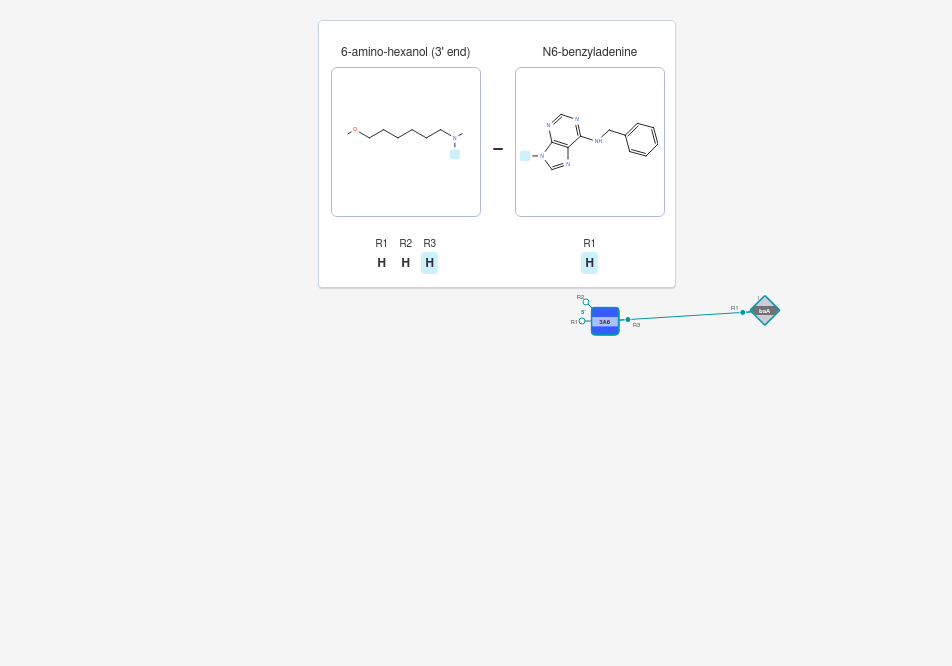 6-amino-hexanol (3' end) N6-benzyladenine
O N N N N N NH
–
R1 R2 R3 R1
H H H H
R2
5'
R1 3A6 R3 R1 baA